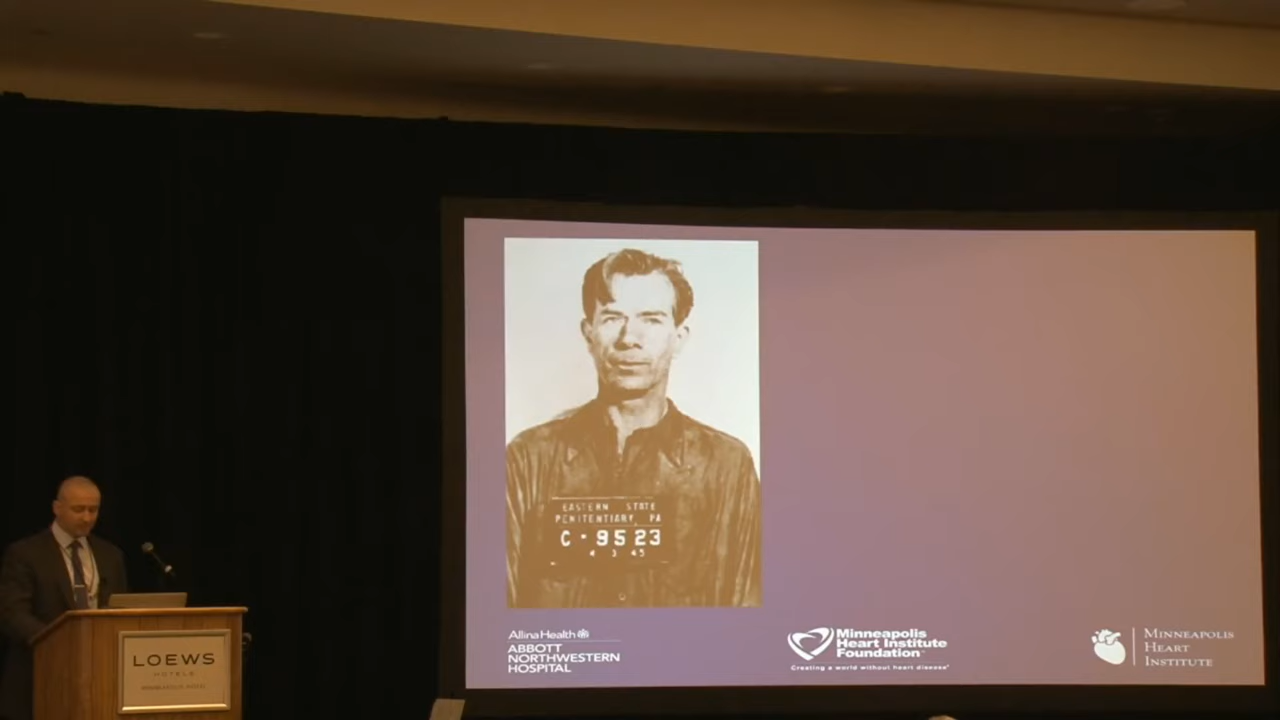 EASTERN STATE
PENITENTIARY, PA
C - 9523
4 3 45
Allina Health
ABBOTT
NORTHWESTERN
HOSPITAL
Minneapolis
Heart Institute
Foundation
Creating a world without heart disease
MINNEAPOLIS
HEART
INSTITUTE
LOEWS
HOTELS